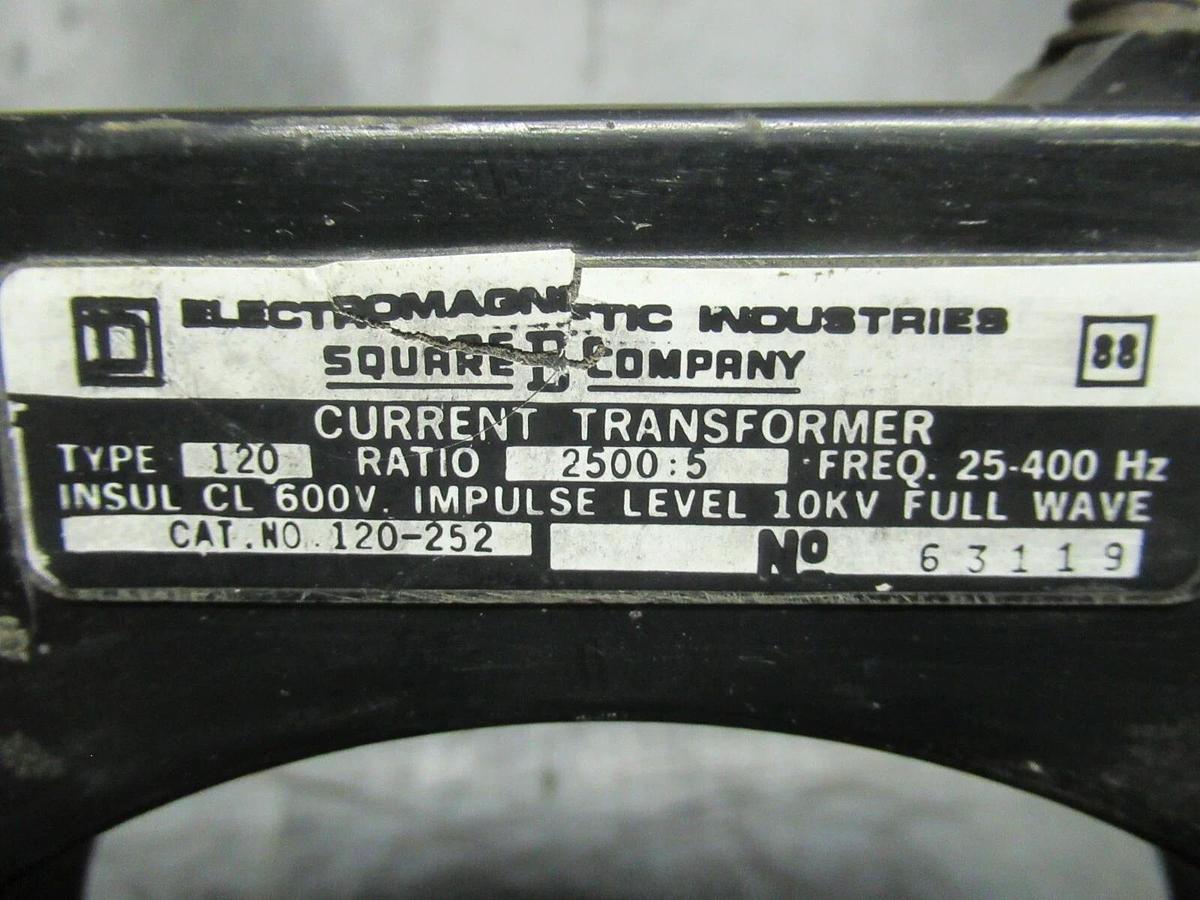 D ELECTROMAGNETIC INDUSTRIES
SQUARE D COMPANY
88
CURRENT TRANSFORMER
TYPE 120 RATIO 2500:5 FREQ. 25-400 Hz
INSUL CL 600V. IMPULSE LEVEL 10KV FULL WAVE
CAT.NO. 120-252 No 63119